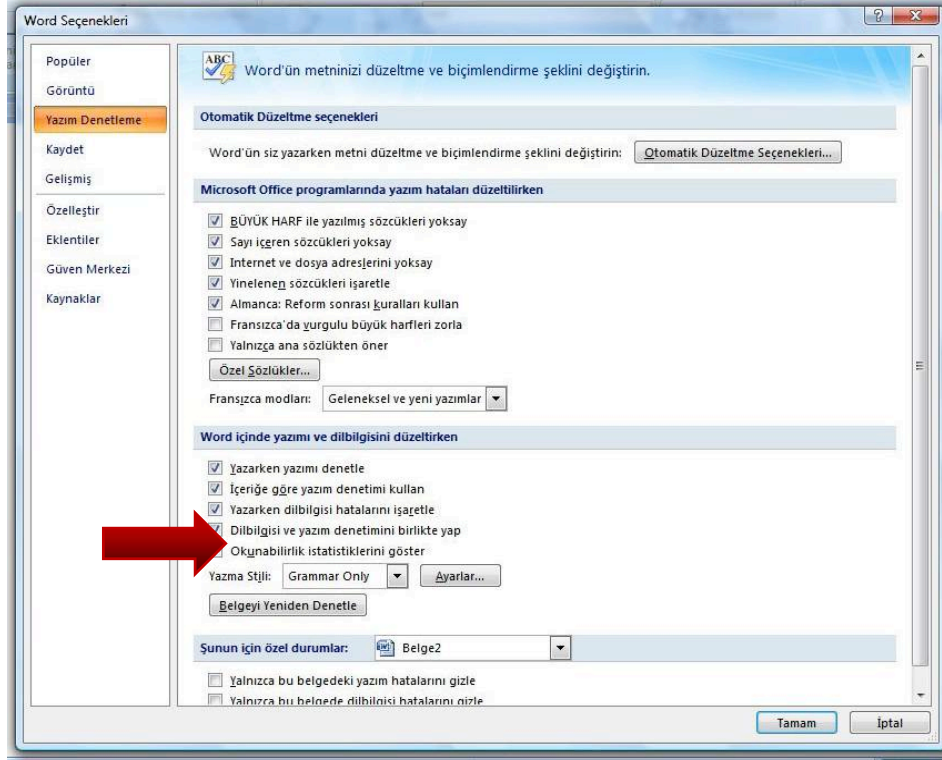 Word Seçenekleri
Popüler
Görüntü
Yazım Denetleme
Kaydet
Gelişmiş
Özelleştir
Eklentiler
Güven Merkezi
Kaynaklar
ABC
Word'ün metninizi düzeltme ve biçimlendirme şeklini değiştirin.
Otomatik Düzeltme seçenekleri
Word'ün siz yazarken metni düzeltme ve biçimlendirme şeklini değiştirin: Otomatik Düzeltme Seçenekleri...
Microsoft Office programlarında yazım hataları düzeltilirken
BÜYÜK HARF ile yazılmış sözcükleri yoksay
Sayı içeren sözcükleri yoksay
Internet ve dosya adreslerini yoksay
Yinelenen sözcükleri işaretle
Almanca: Reform sonrası kuralları kullan
Fransızca'da vurgulu büyük harfleri zorla
Yalnızca ana sözlükten öner
Özel Sözlükler...
Fransızca modları: Geleneksel ve yeni yazımlar
Word içinde yazımı ve dilbilgisini düzeltirken
Yazarken yazımı denetle
İçeriğe göre yazım denetimi kullan
Yazarken dilbilgisi hatalarını işaretle
Dilbilgisi ve yazım denetimini birlikte yap
Okunabilirlik istatistiklerini göster
Yazma Stili: Grammar Only Ayarlar...
Belgeyi Yeniden Denetle
Şunun için özel durumlar: Belge2
Yalnızca bu belgedeki yazım hatalarını gizle
Yalnızca bu belgede dilbilgisi hatalarını gizle
Tamam İptal